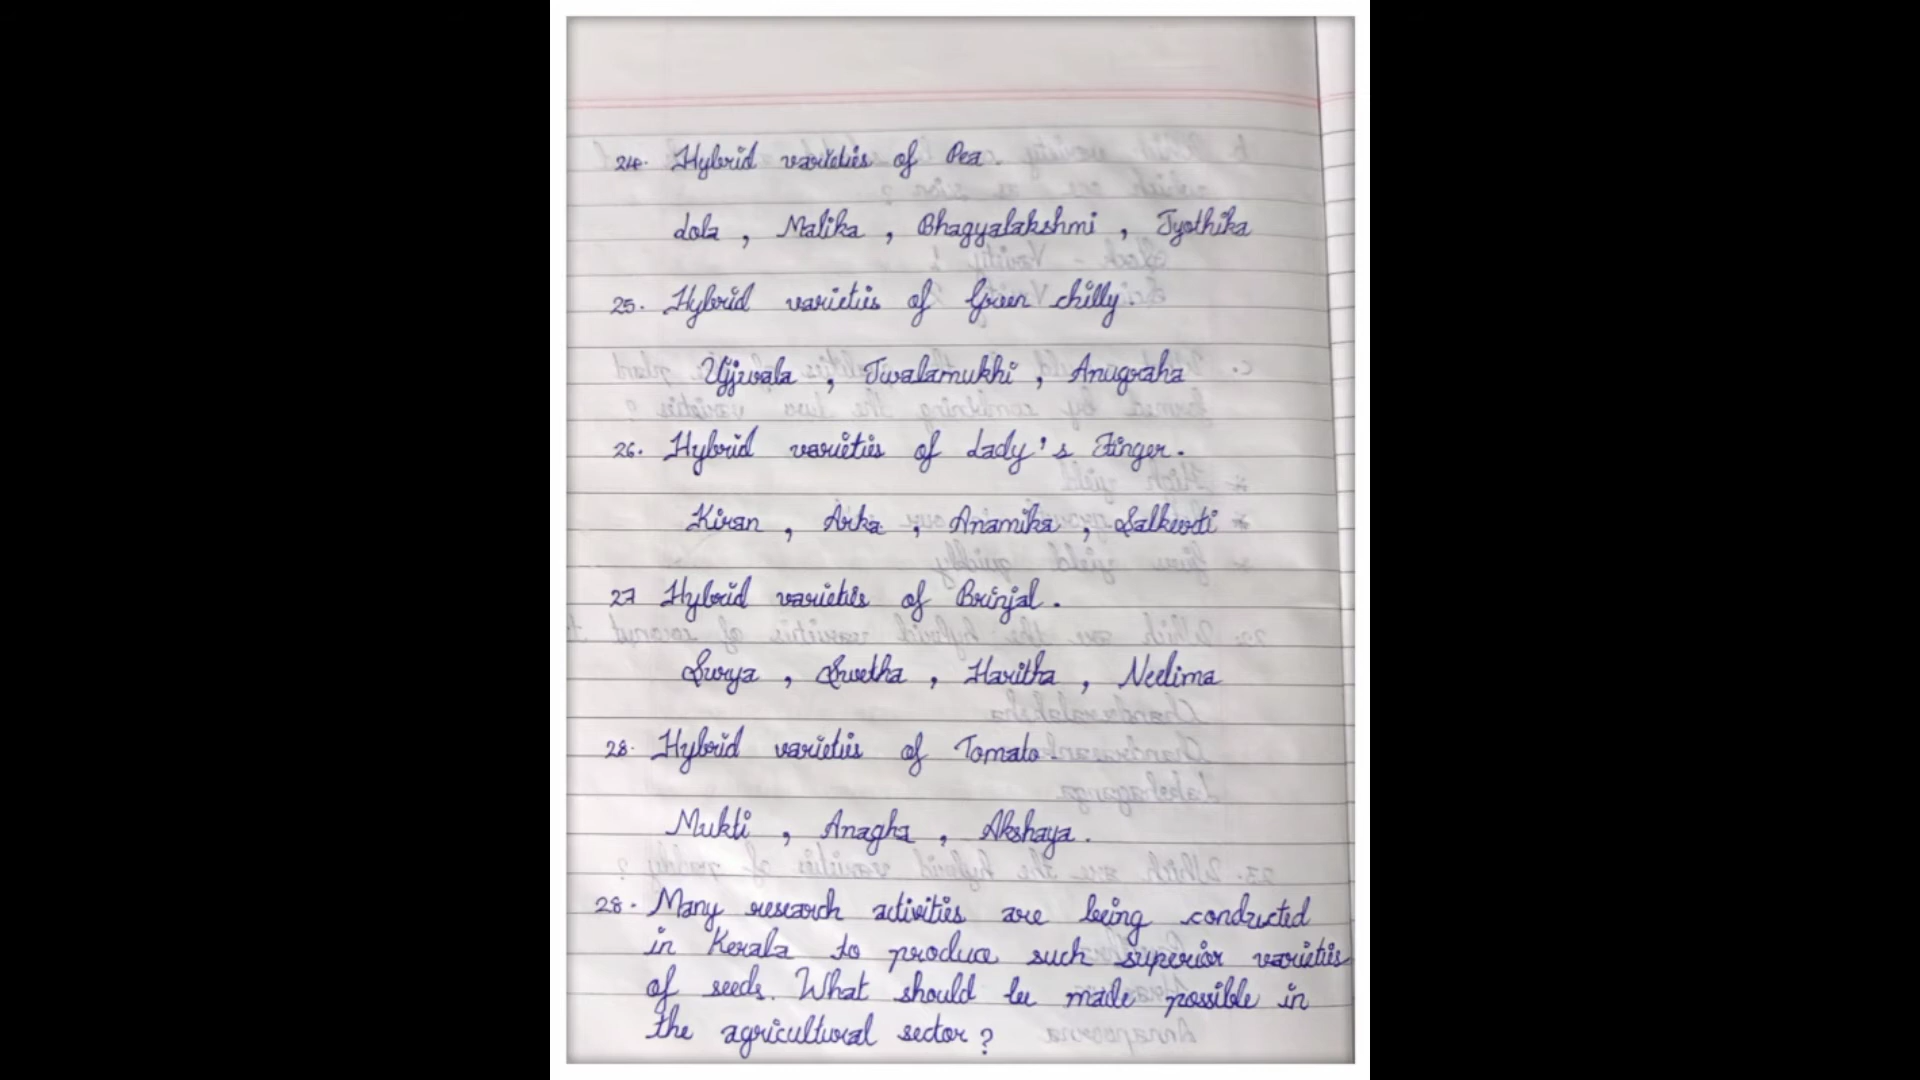 24. Hybrid varieties of Pea.
Lola , Malika , Bhagyalakshmi , Jyothika
25. Hybrid varieties of Green chilly.
Ujjwala , Jwalamukhi , Anugraha
26. Hybrid varieties of Lady's Finger.
Kiran , Arka , Anamika , Salkeerti
27 Hybrid varieties of Brinjal.
Surya , Swetha , Haritha , Neelima
28. Hybrid varieties of Tomato
Mukti , Anagha , Akshaya.
28. Many research activities are being conducted
in Kerala to produce such superior varieties
of seeds. What should be made possible in
the agricultural sector?